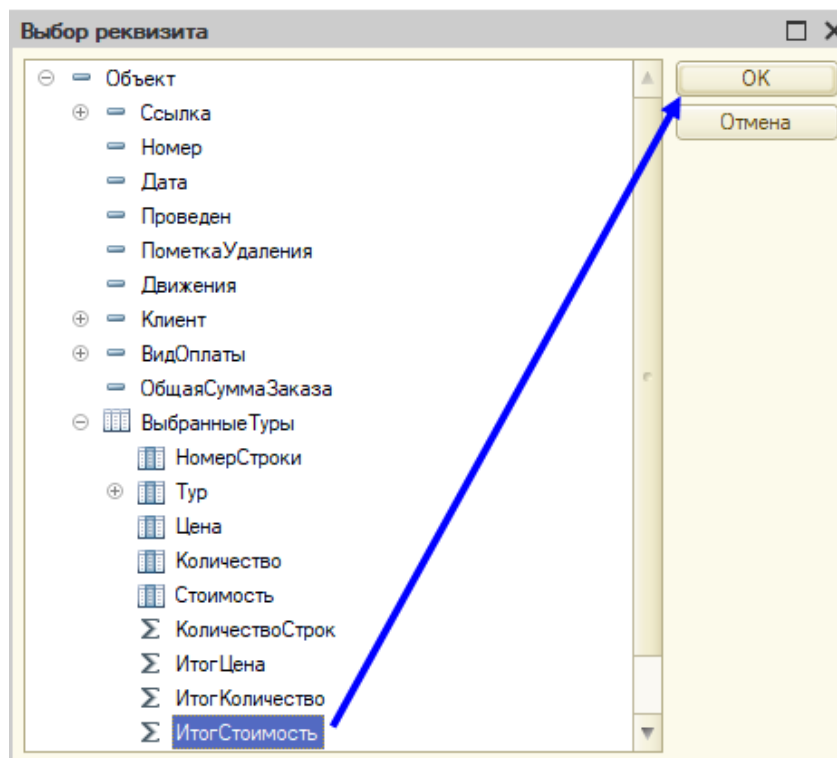 Выбор реквизита
Объект
Ссылка
Номер
Дата
Проведен
ПометкаУдаления
Движения
Клиент
ВидОплаты
ОбщаяСуммаЗаказа
ВыбранныеТуры
НомерСтроки
Тур
Цена
Количество
Стоимость
КоличествоСтрок
ИтогЦена
ИтогКоличество
ИтогСтоимость
ОК
Отмена